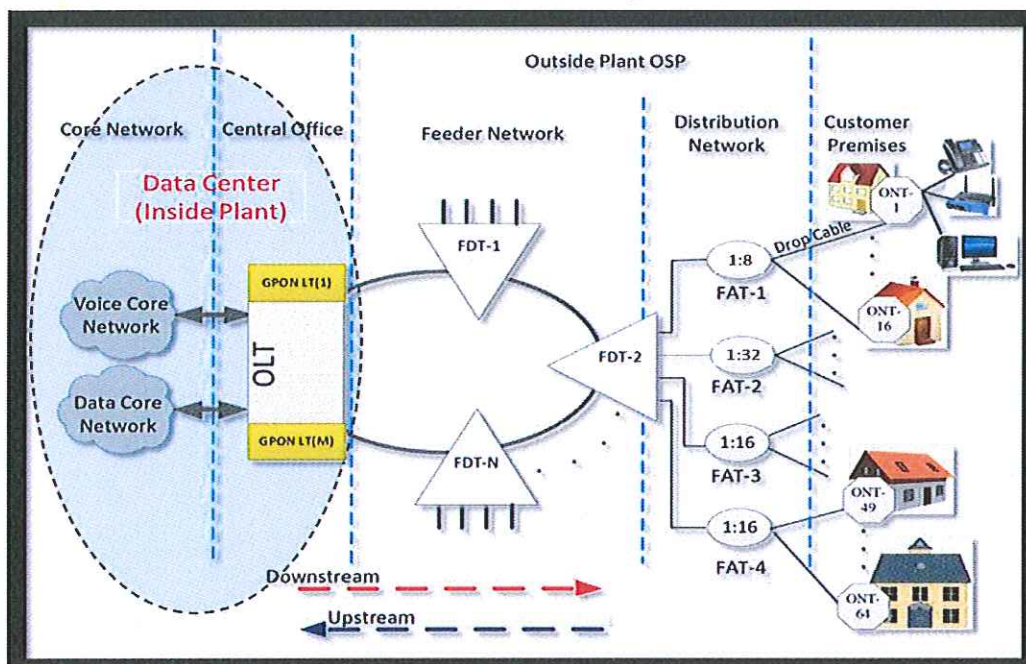 Outside Plant OSP
Core Network
Central Office
Feeder Network
Distribution
Network
Customer
Premises
Data Center
(Inside Plant)
Voice Core
Network
Data Core
Network
GPON LT(1)
OLT
GPON LT(M)
FDT-1
FDT-2
FDT-N
1:8
FAT-1
1:32
FAT-2
1:16
FAT-3
1:16
FAT-4
Drop Cable
ONT-
1
ONT-
16
ONT-
49
ONT-
64
Downstream
Upstream